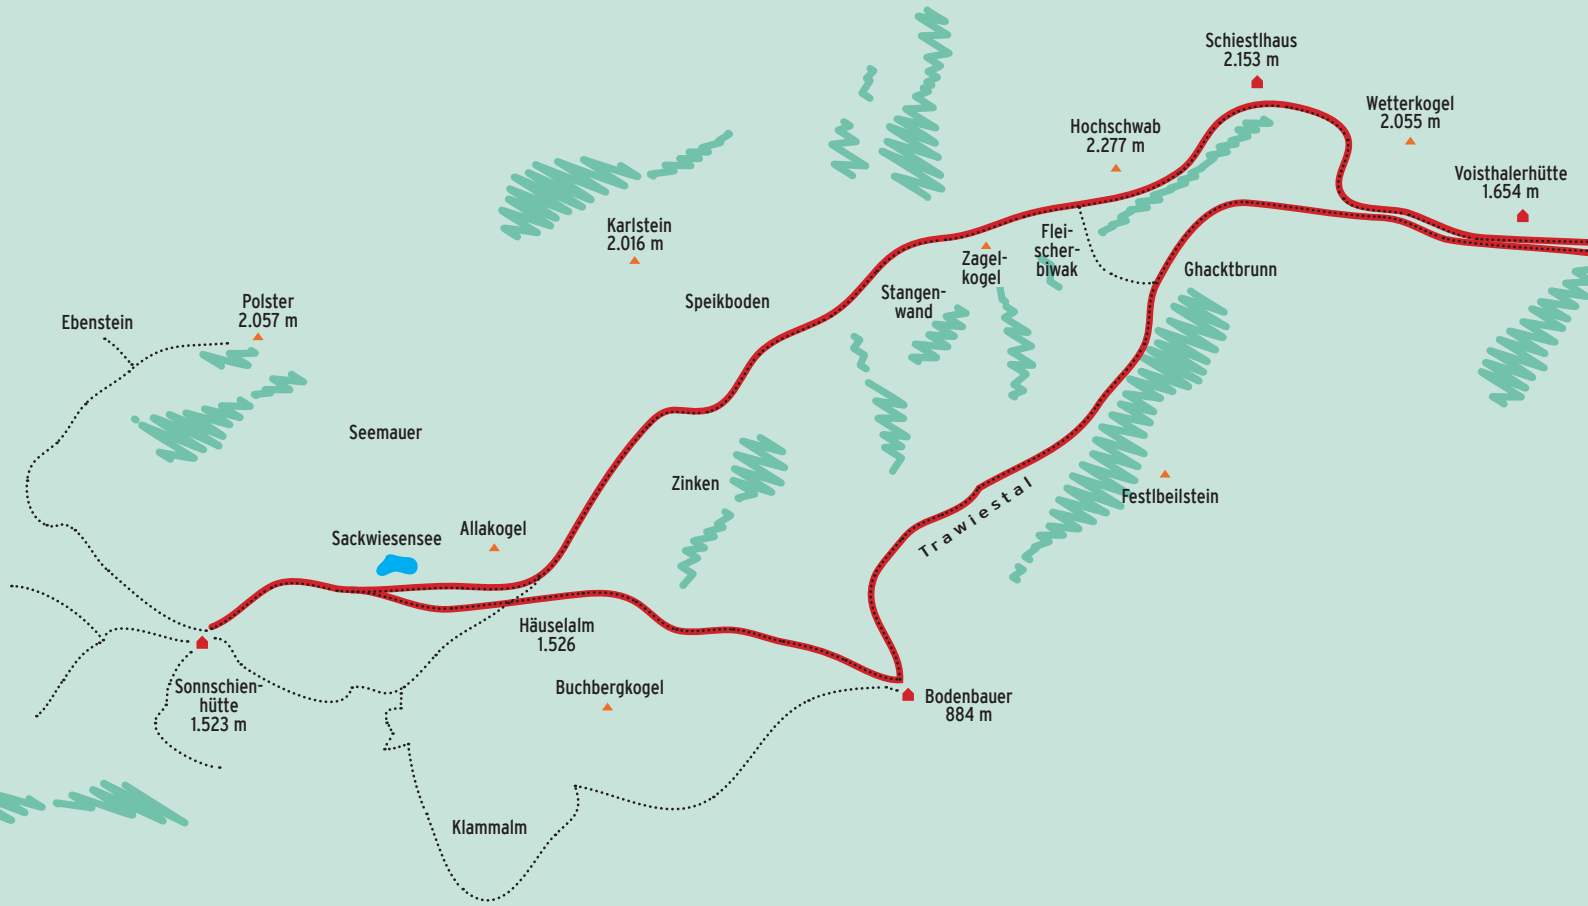 Schiestlhaus
2.153 m
Wetterkogel
2.055 m
Hochschwab
2.277 m
Voisthalerhütte
1.654 m
Karlstein
2.016 m
Flei-
scher-
biwak
Zagel-
kogel
Ghacktbrunn
Stangen-
wand
Speikboden
Polster
2.057 m
Ebenstein
Seemauer
Zinken
Festlbeilstein
Trawiestal
Allakogel
Sackwiesensee
Häuselalm
1.526
Buchbergkogel
Sonnschien-
hütte
1.523 m
Bodenbauer
884 m
Klammalm